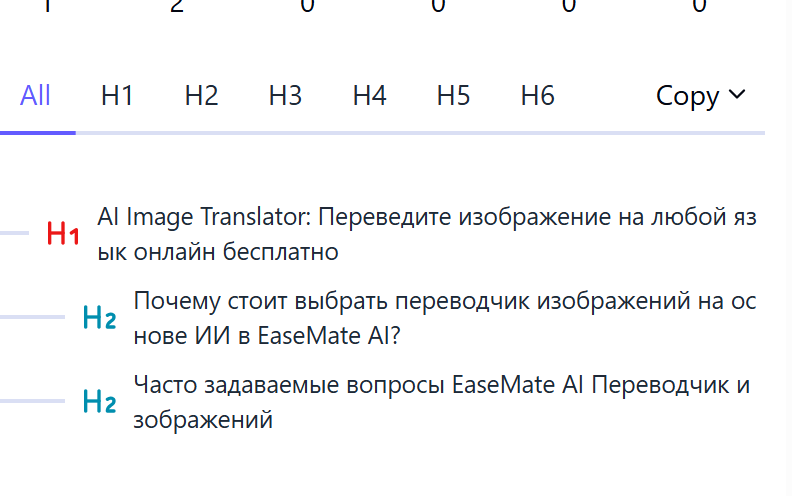 1 2 0 0 0 0
All H1 H2 H3 H4 H5 H6 Copy
H1 AI Image Translator: Переведите изображение на любой яз
ык онлайн бесплатно
H2 Почему стоит выбрать переводчик изображений на ос
нове ИИ в EaseMate AI?
H2 Часто задаваемые вопросы EaseMate AI Переводчик и
зображений